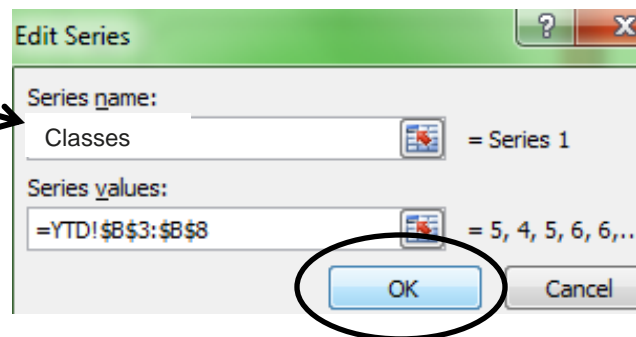 Edit Series
? X
Series name:
Classes = Series 1
Series values:
=YTD!$B$3:$B$8 = 5, 4, 5, 6, 6,...
OK Cancel